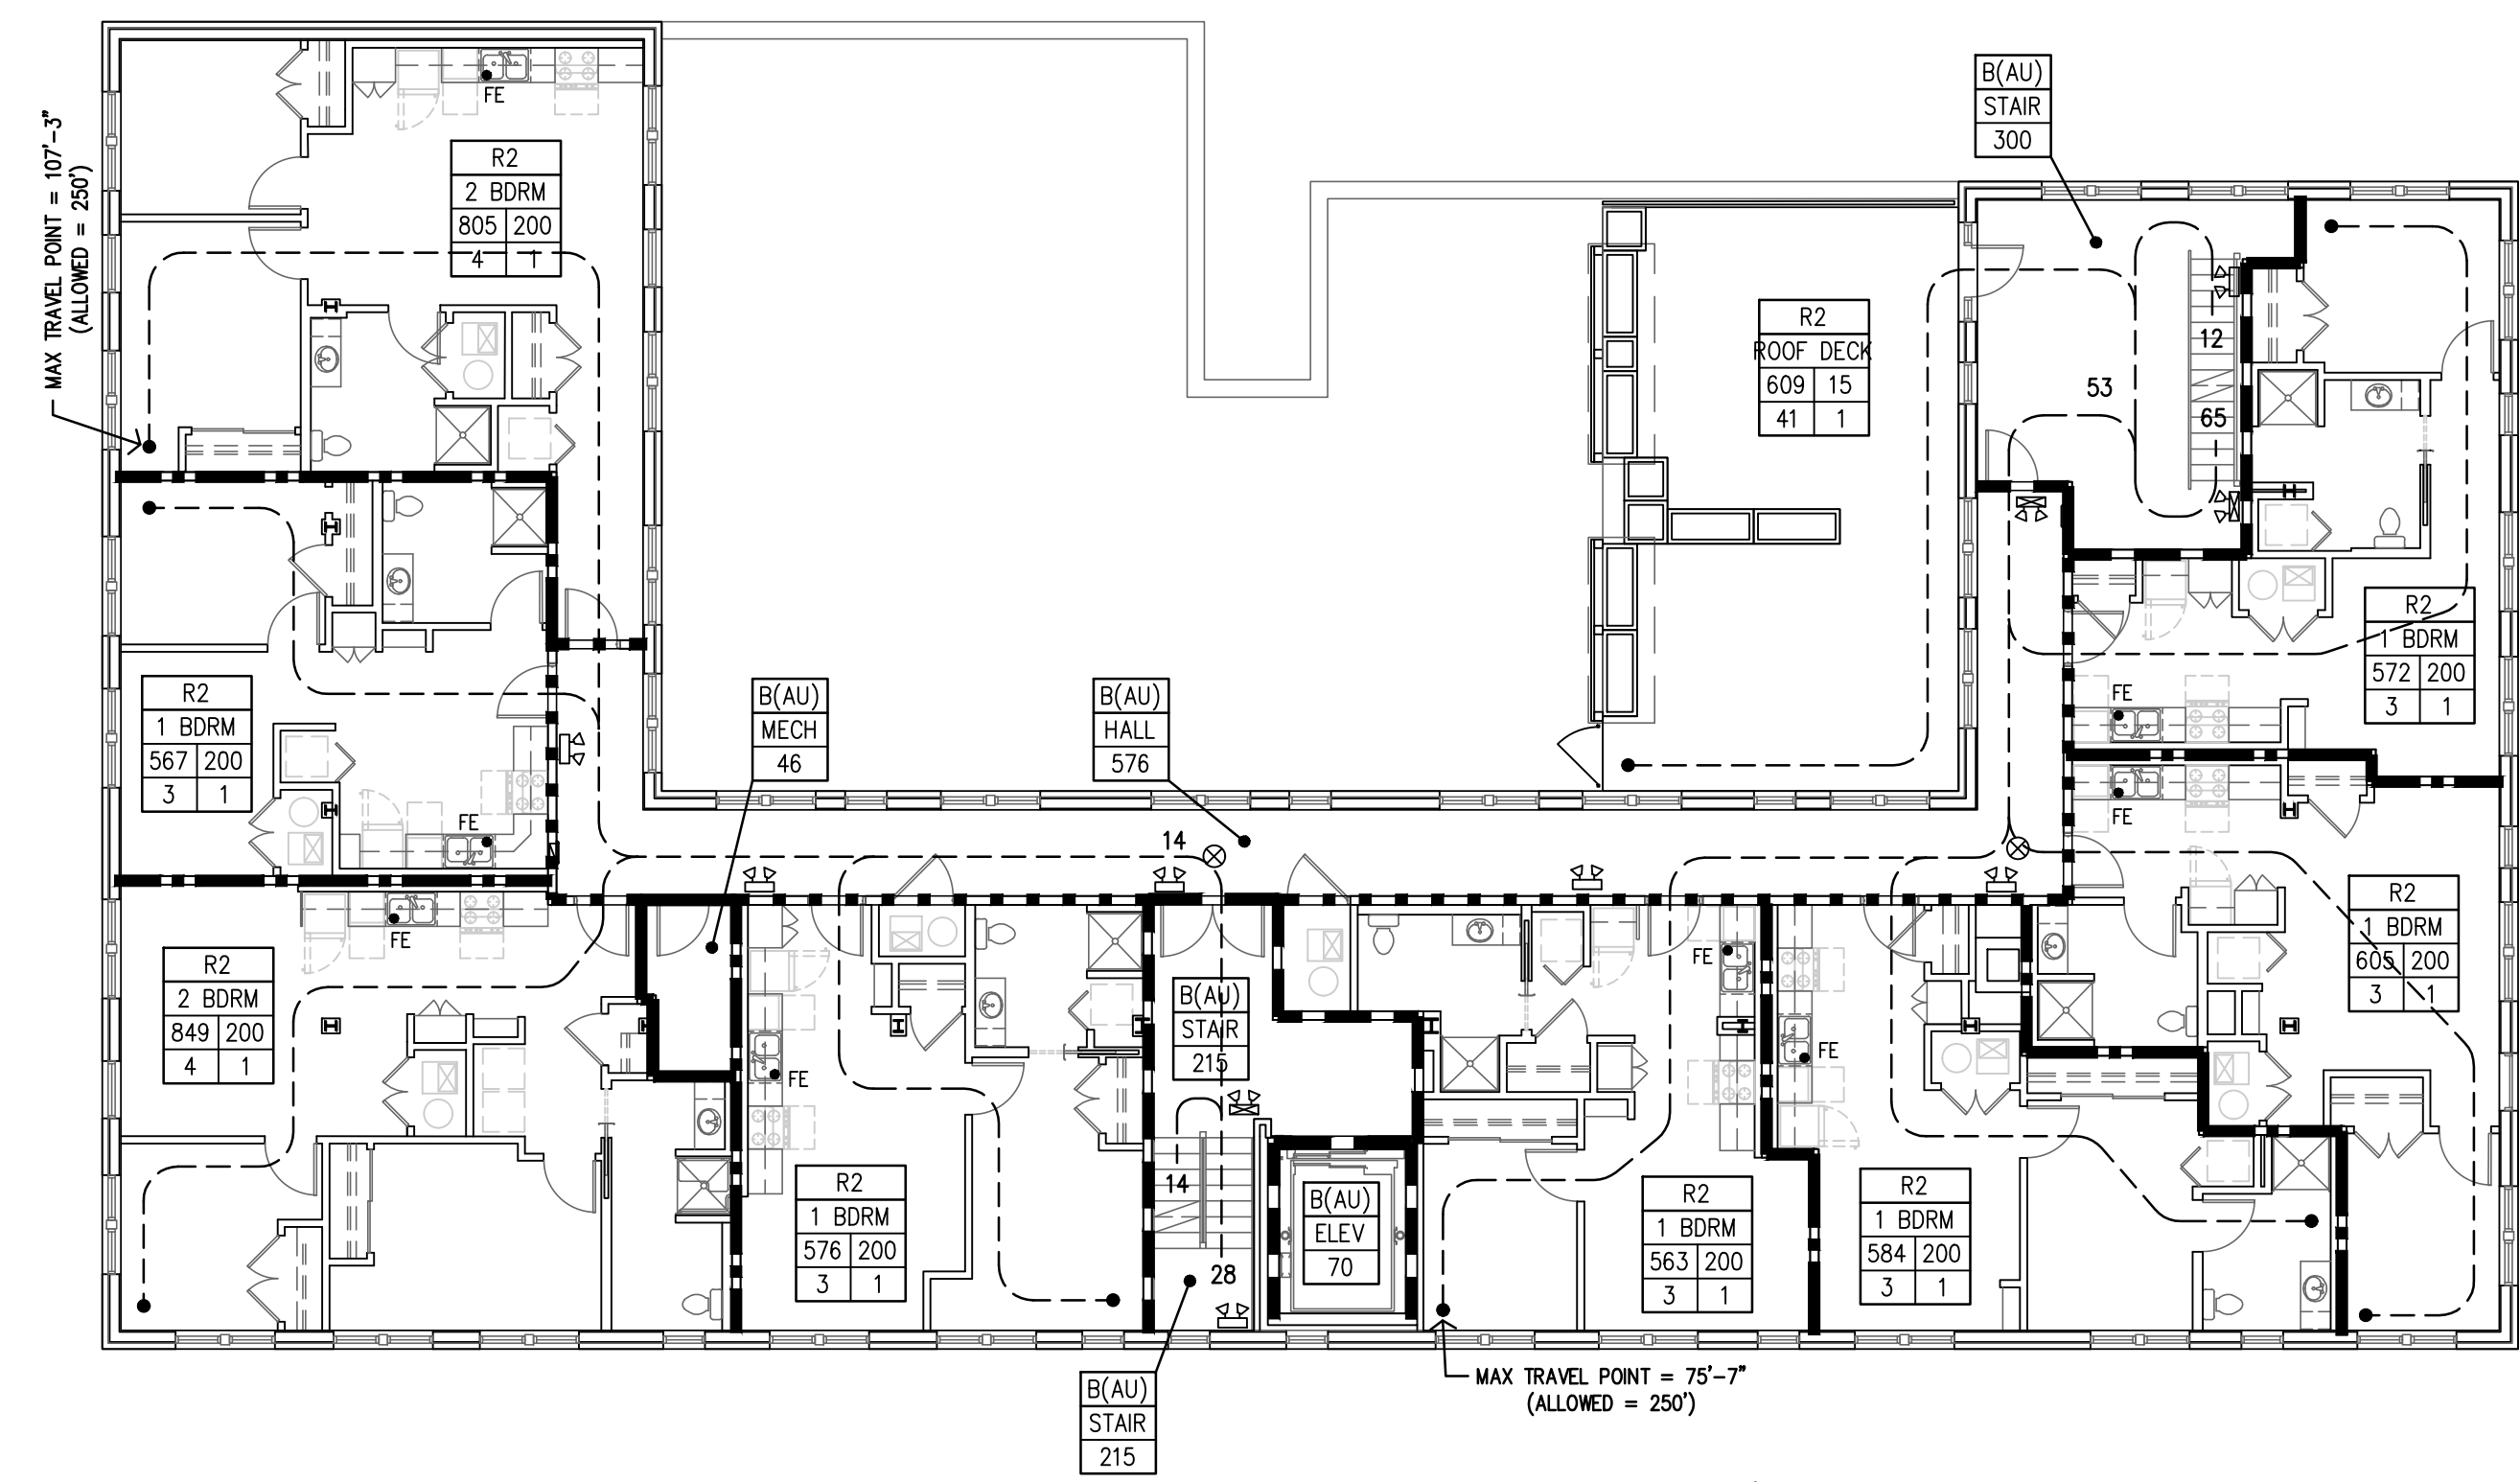 MAX TRAVEL POINT = 107'-3"
(ALLOWED = 250')
FE
R2
2 BDRM
805 200
4 1
B(AU)
STAIR
300
R2
ROOF DECK
609 15
41 1
12
53
65
R2
1 BDRM
572 200
3 1
FE
R2
1 BDRM
567 200
3 1
FE
B(AU)
MECH
46
B(AU)
HALL
576
14
FE
R2
1 BDRM
605 200
3 1
R2
2 BDRM
849 200
4 1
FE
FE
R2
1 BDRM
576 200
3 1
B(AU)
STAIR
215
14
28
B(AU)
ELEV
70
FE
R2
1 BDRM
563 200
3 1
FE
R2
1 BDRM
584 200
3 1
MAX TRAVEL POINT = 75'-7"
(ALLOWED = 250')
B(AU)
STAIR
215